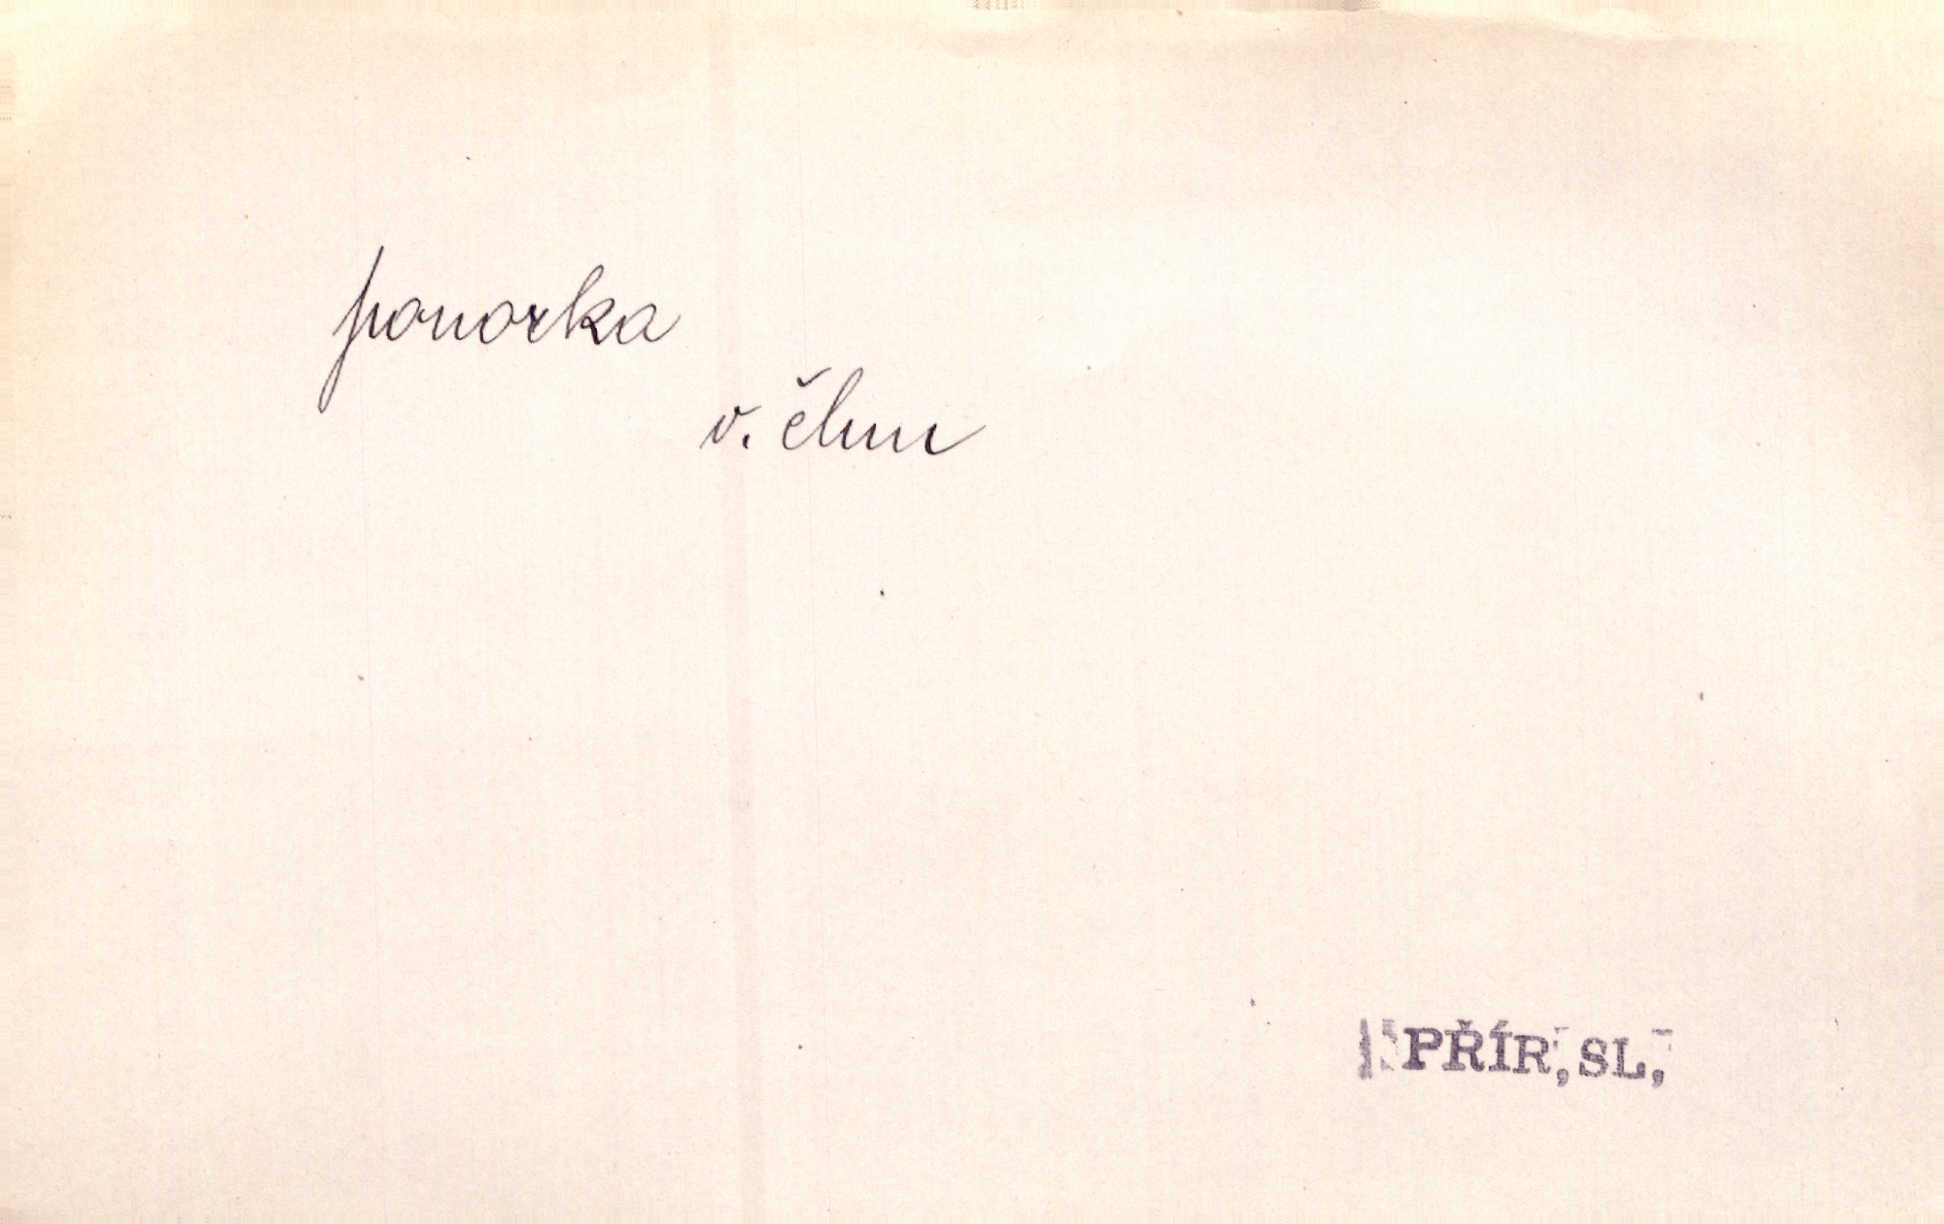 ponorka
v. člun
PŘÍR, SL,